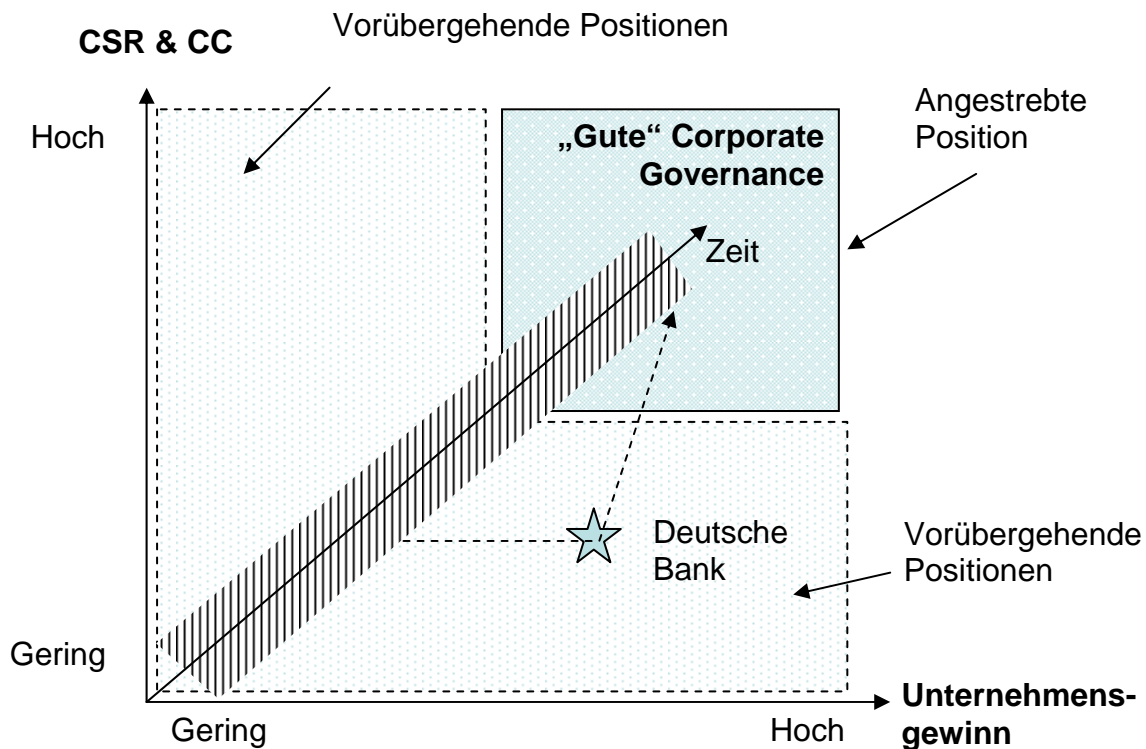 Vorübergehende Positionen
CSR & CC
Angestrebte
Position
Hoch
„Gute“ Corporate
Governance
Zeit
Deutsche
Bank
Vorübergehende
Positionen
Gering
Gering
Hoch
Unternehmens-
gewinn